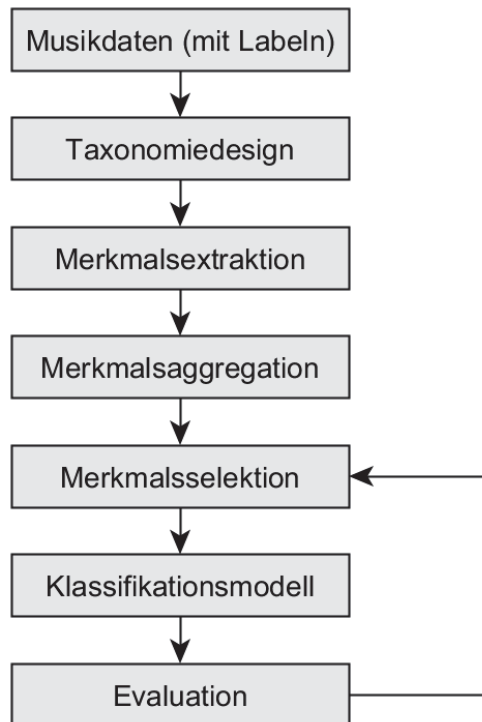 Musikdaten (mit Labeln)
Taxonomiedesign
Merkmalsextraktion
Merkmalsaggregation
Merkmalsselektion
Klassifikationsmodell
Evaluation